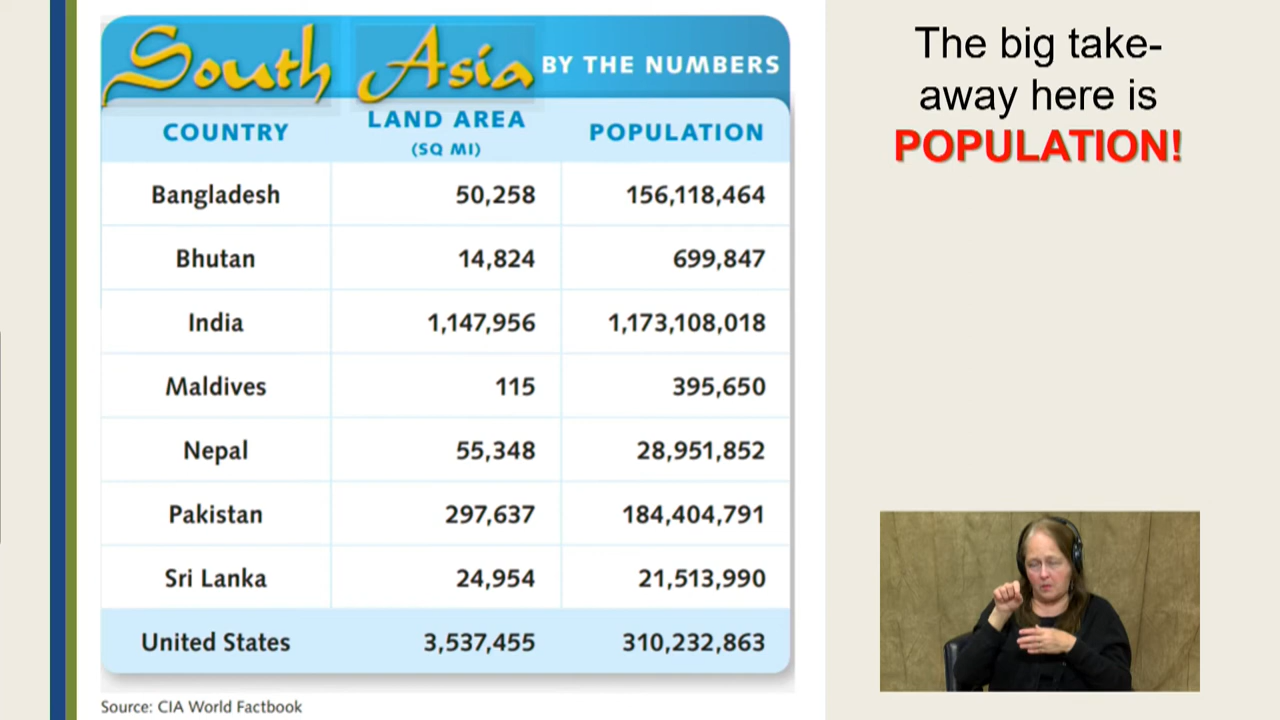 South Asia BY THE NUMBERS
COUNTRY LAND AREA (SQ MI) POPULATION
Bangladesh 50,258 156,118,464
Bhutan 14,824 699,847
India 1,147,956 1,173,108,018
Maldives 115 395,650
Nepal 55,348 28,951,852
Pakistan 297,637 184,404,791
Sri Lanka 24,954 21,513,990
United States 3,537,455 310,232,863
Source: CIA World Factbook
The big take-
away here is
POPULATION!